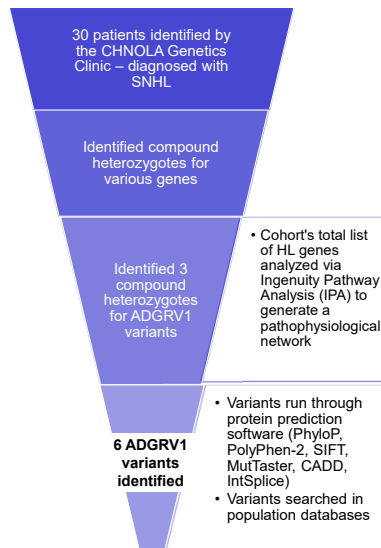 30 patients identified by
the CHNOLA Genetics
Clinic – diagnosed with
SNHL
Identified compound
heterozygotes for
various genes
Identified 3
compound
heterozygotes
for ADGRV1
variants
• Cohort's total list
of HL genes
analyzed via
Ingenuity Pathway
Analysis (IPA) to
generate a
pathophysiological
network
6 ADGRV1
variants
identified
• Variants run through
protein prediction
software (PhyloP,
PolyPhen-2, SIFT,
MutTaster, CADD,
IntSplice)
• Variants searched in
population databases